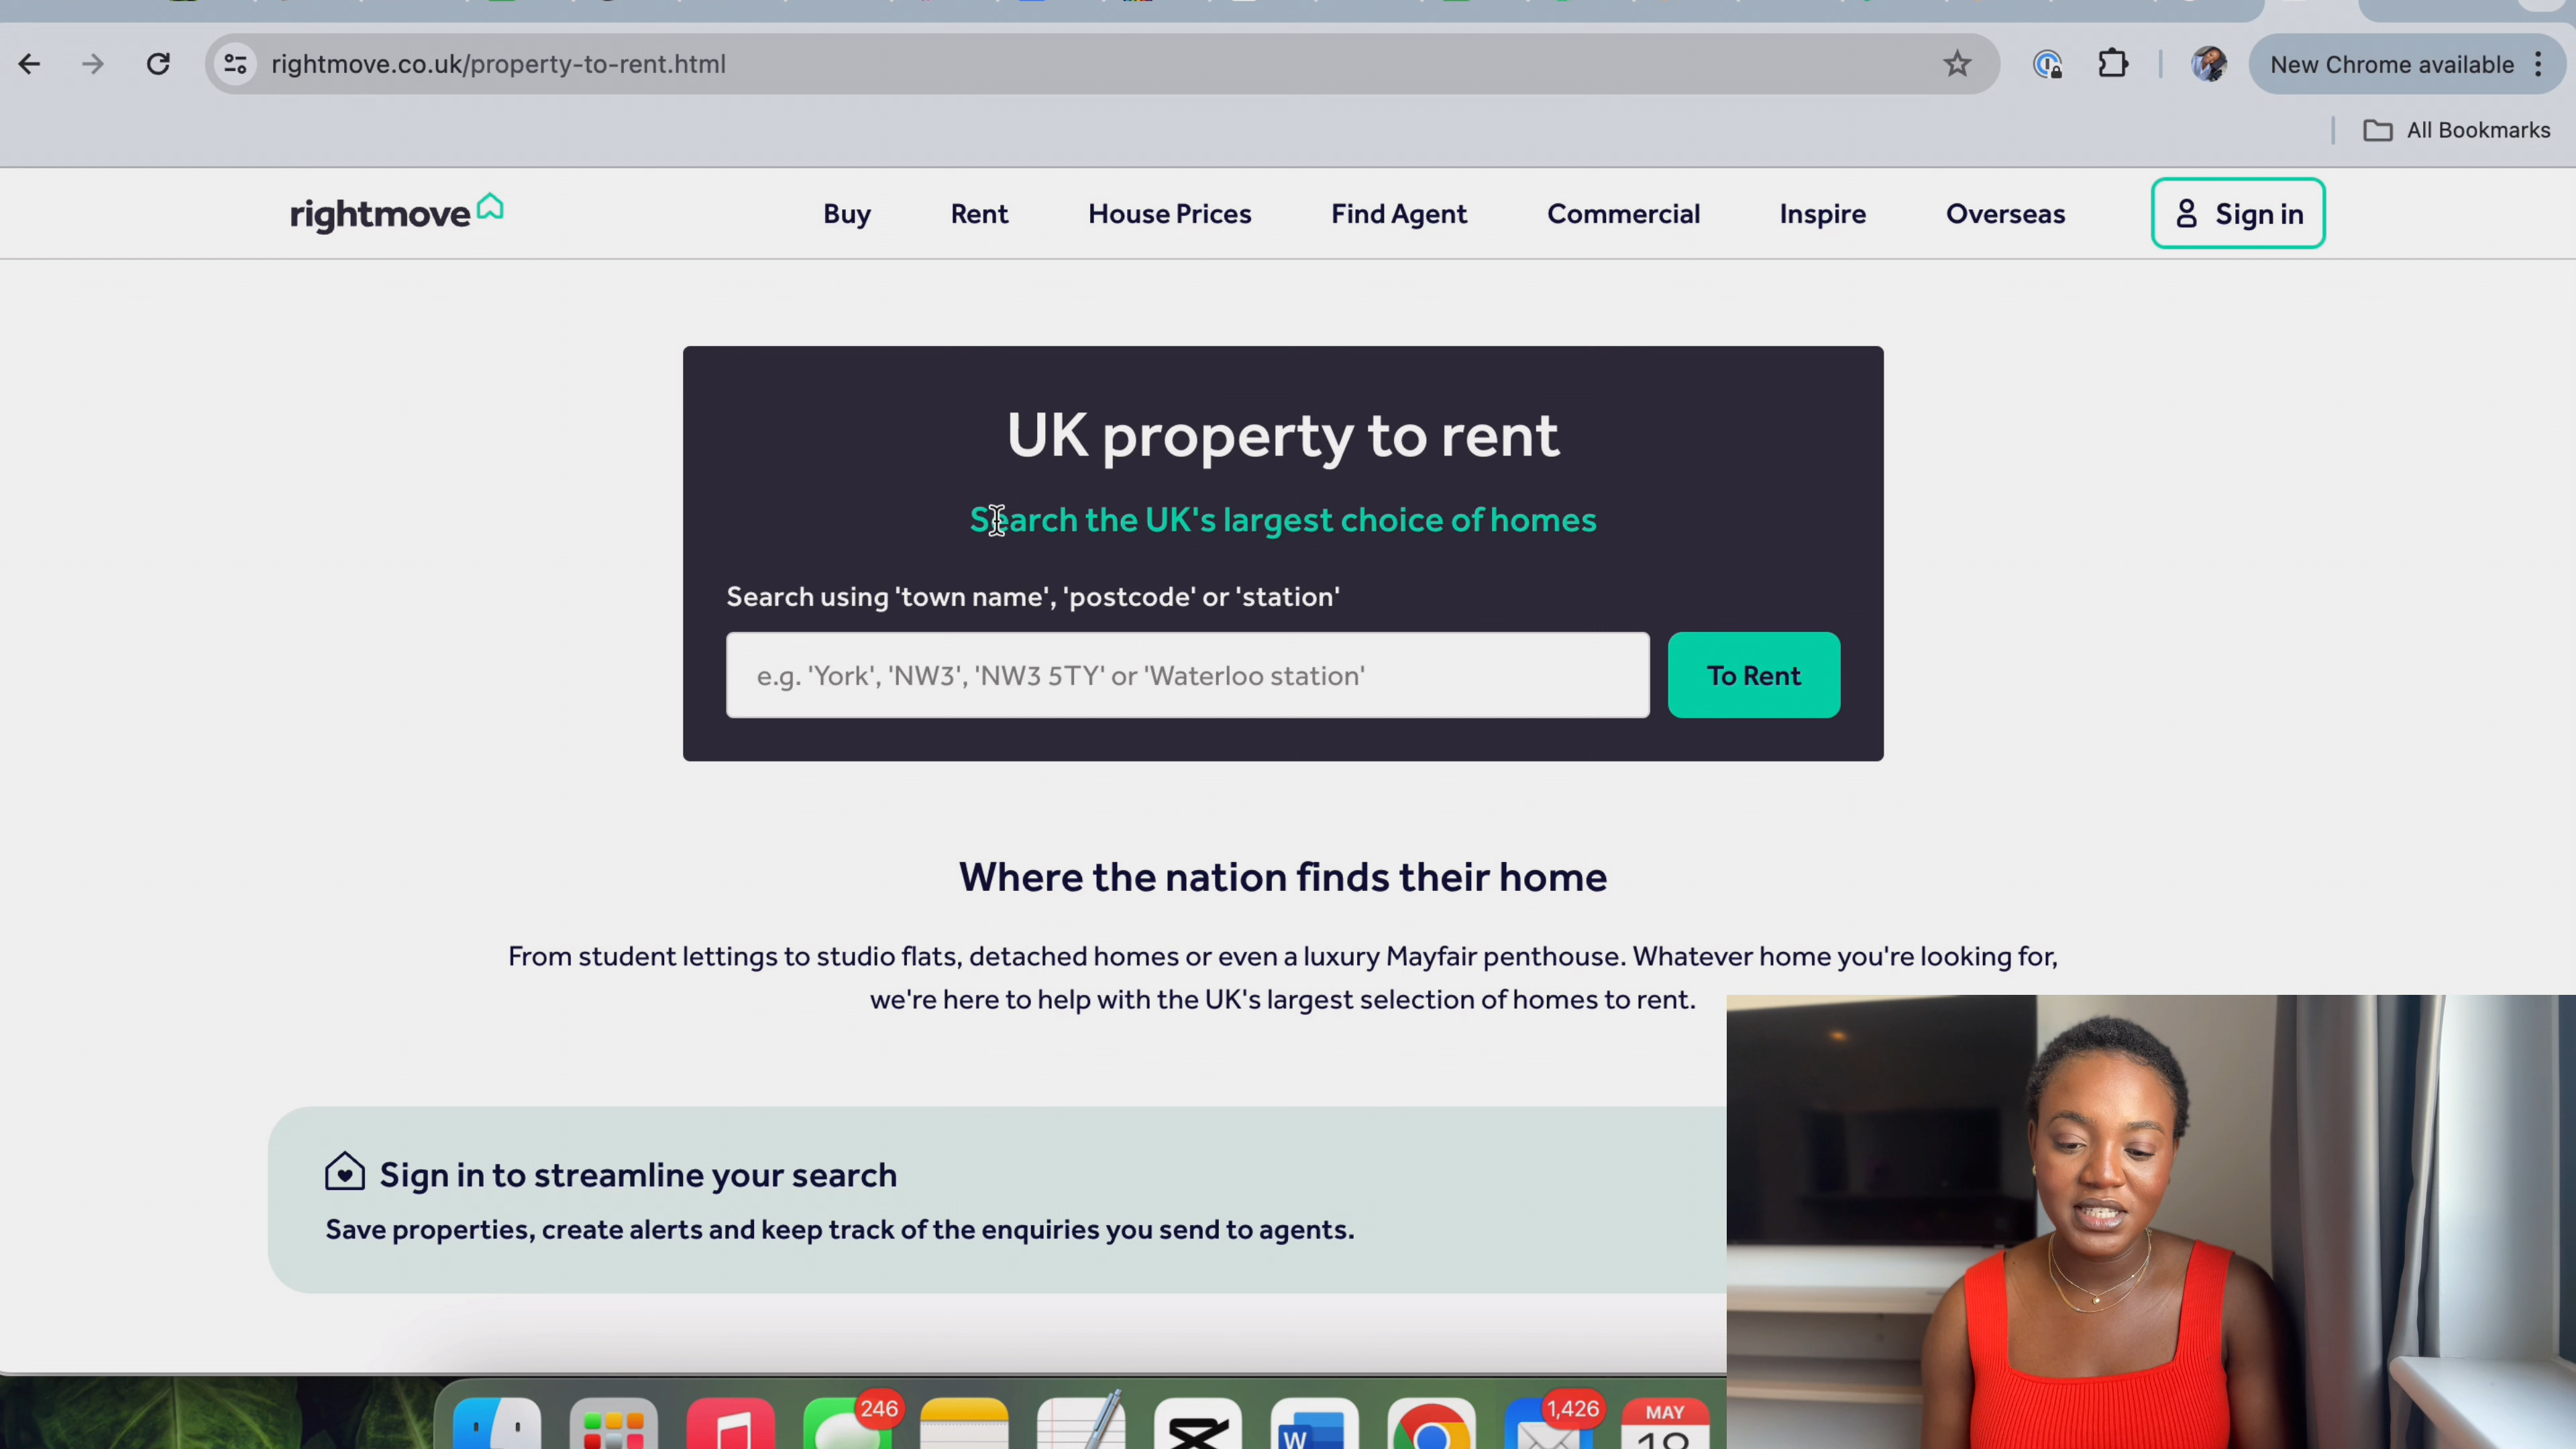 rightmove.co.uk/property-to-rent.html
New Chrome available
All Bookmarks
rightmove
Buy
Rent
House Prices
Find Agent
Commercial
Inspire
Overseas
Sign in
UK property to rent
Search the UK's largest choice of homes
Search using 'town name', 'postcode' or 'station'
e.g. 'York', 'NW3', 'NW3 5TY' or 'Waterloo station'
To Rent
Where the nation finds their home
From student lettings to studio flats, detached homes or even a luxury Mayfair penthouse. Whatever home you're looking for,
we're here to help with the UK's largest selection of homes to rent.
Sign in to streamline your search
Save properties, create alerts and keep track of the enquiries you send to agents.
246
W
1,426
MAY